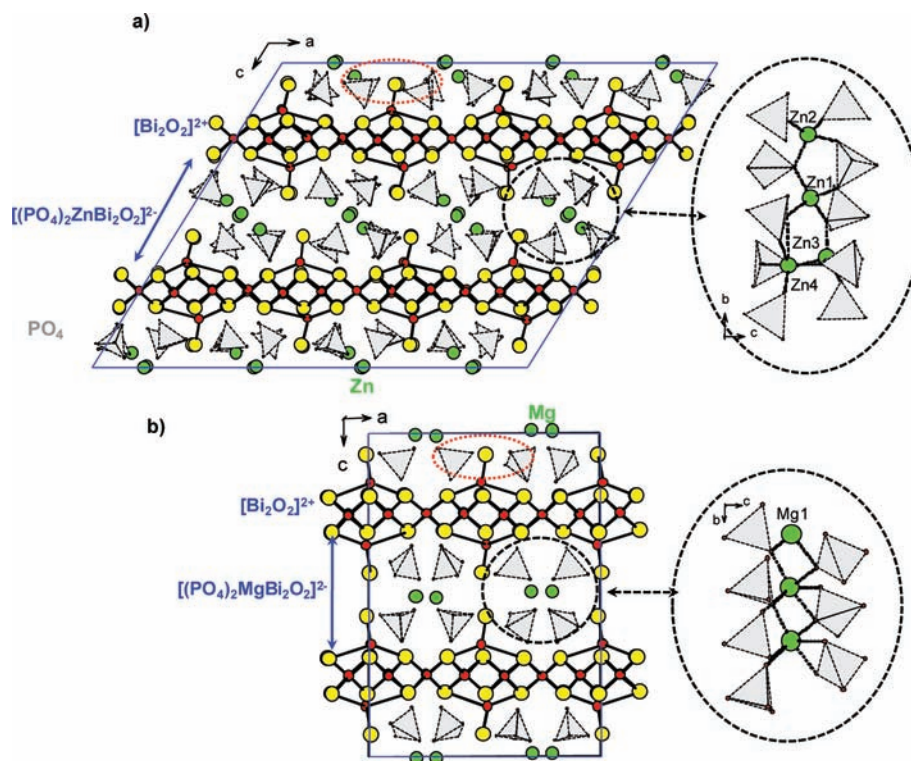 a)
a
c
[Bi₂O₂]²⁺
[(PO₄)₂ZnBi₂O₂]²⁻
PO₄
Zn
Zn2
Zn1
Zn3
Zn4
b
c
b)
Mg
a
c
[Bi₂O₂]²⁺
[(PO₄)₂MgBi₂O₂]²⁻
c
b
Mg1